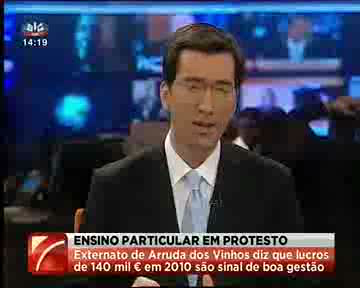 SIC
14:19
ENSINO PARTICULAR EM PROTESTO
Externato de Arruda dos Vinhos diz que lucros
de 140 mil € em 2010 são sinal de boa gestão